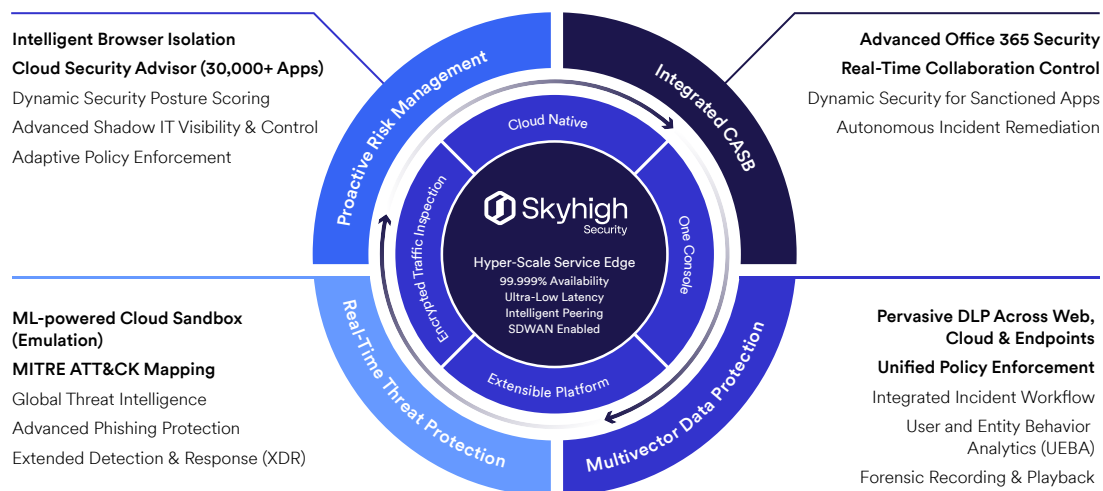 Intelligent Browser Isolation
Cloud Security Advisor (30,000+ Apps)
Dynamic Security Posture Scoring
Advanced Shadow IT Visibility & Control
Adaptive Policy Enforcement
Proactive Risk Management
Integrated CASB
Advanced Office 365 Security
Real-Time Collaboration Control
Dynamic Security for Sanctioned Apps
Autonomous Incident Remediation
Cloud Native
Encrypted Traffic Inspection
One Console
Extensible Platform
Skyhigh
Security
Hyper-Scale Service Edge
99.999% Availability
Ultra-Low Latency
Intelligent Peering
SDWAN Enabled
Real-Time Threat Protection
Multivector Data Protection
ML-powered Cloud Sandbox
(Emulation)
MITRE ATT&CK Mapping
Global Threat Intelligence
Advanced Phishing Protection
Extended Detection & Response (XDR)
Pervasive DLP Across Web,
Cloud & Endpoints
Unified Policy Enforcement
Integrated Incident Workflow
User and Entity Behavior
Analytics (UEBA)
Forensic Recording & Playback